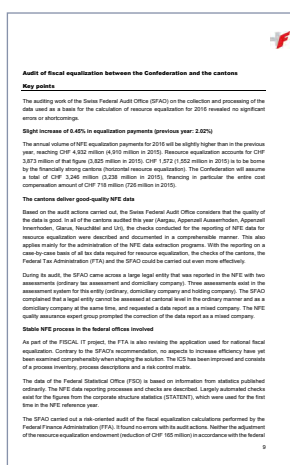 Audit of fiscal equalization between the Confederation and the cantons
Key points
The auditing work of the Swiss Federal Audit Office (SFAO) on the collection and processing of the
data used as a basis for the calculation of resource equalization for 2016 revealed no significant
errors or shortcomings.
Slight increase of 0.45% in equalization payments (previous year: 2.02%)
The annual volume of NFE equalization payments for 2016 will be slightly higher than in the previous
year, reaching CHF 4,932 million (4,910 million in 2015). Resource equalization accounts for CHF
3,873 million of that figure (3,825 million in 2015). CHF 1,572 (1,552 million in 2015) is to be borne
by the financially strong cantons (horizontal resource equalization). The Confederation will assume
a total of CHF 3,246 million (3,238 million in 2015), financing in particular the entire cost
compensation amount of CHF 718 million (726 million in 2015).
The cantons deliver good-quality NFE data
Based on the audit actions carried out, the Swiss Federal Audit Office considers that the quality of
the data is good. In all of the cantons audited this year (Aargau, Appenzell Ausserrhoden, Appenzell
Innerrhoden, Glarus, Neuchâtel and Uri), the checks conducted for the reporting of NFE data for
resource equalization were described and documented in a comprehensible manner. This also
applies mainly for the administration of the NFE data extraction programs. With the reporting on a
case-by-case basis of all tax data required for resource equalization, the checks of the cantons, the
Federal Tax Administration (FTA) and the SFAO could be carried out even more effectively.
During its audit, the SFAO came across a large legal entity that was reported in the NFE with two
assessments (ordinary tax assessment and domiciliary company). Three assessments exist in the
assessment system for this entity (ordinary, domiciliary company and holding company). The SFAO
complained that a legal entity cannot be assessed at cantonal level in the ordinary manner and as a
domiciliary company at the same time, and requested a data report as a mixed company. The NFE
quality assurance expert group prompted the correction of the data report as a mixed company.
Stable NFE process in the federal offices involved
As part of the FISCAL IT project, the FTA is also revising the application used for national fiscal
equalization. Contrary to the SFAO's recommendation, no aspects to increase efficiency have yet
been examined comprehensively when shaping the solution. The ICS has been improved and consists
of a process inventory, process descriptions and a risk control matrix.
The data of the Federal Statistical Office (FSO) is based on information from statistics published
ordinarily. The NFE data reporting processes and checks are described. Largely automated checks
exist for the figures from the corporate structure statistics (STATENT), which were used for the first
time in the NFE reference year.
The SFAO carried out a risk-oriented audit of the fiscal equalization calculations performed by the
Federal Finance Administration (FFA). It found no errors with its audit actions. Neither the adjustment
of the resource equalization endowment (reduction of CHF 165 million) in accordance with the federal
9